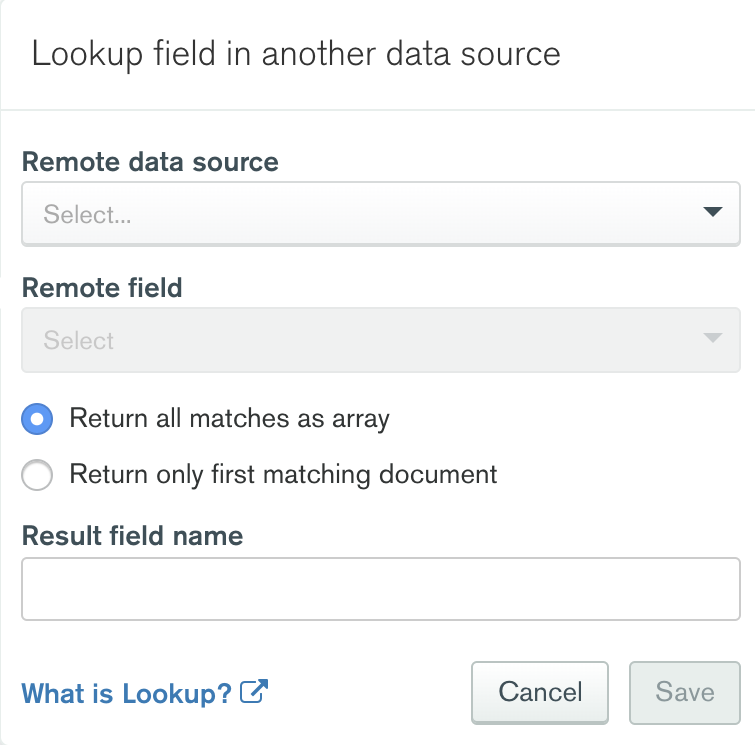 Lookup field in another data source
Remote data source
Select...
Remote field
Select
Return all matches as array
Return only first matching document
Result field name
What is Lookup?
Cancel
Save